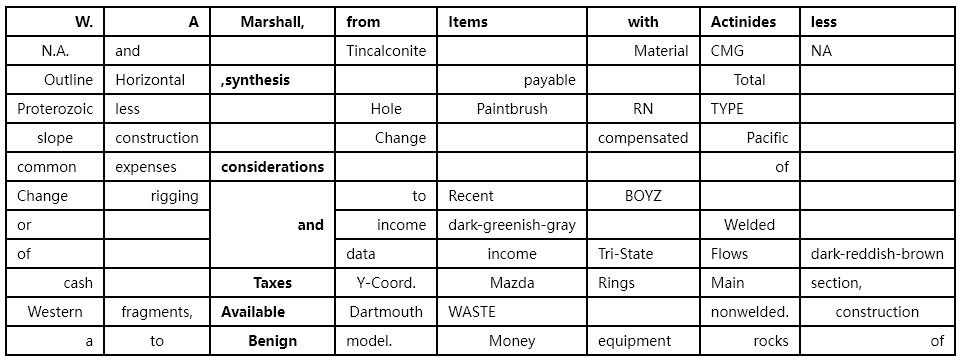 W. A Marshall, from Items with Actinides less
N.A. and Tincalconite Material CMG NA
Outline Horizontal ,synthesis payable Total
Proterozoic less Hole Paintbrush RN TYPE
slope construction Change compensated Pacific
common expenses considerations of
Change rigging to Recent BOYZ
or and income dark-greenish-gray Welded
of data income Tri-State Flows dark-reddish-brown
cash Taxes Y-Coord. Mazda Rings Main section,
Western fragments, Available Dartmouth WASTE nonwelded. construction
a to Benign model. Money equipment rocks of